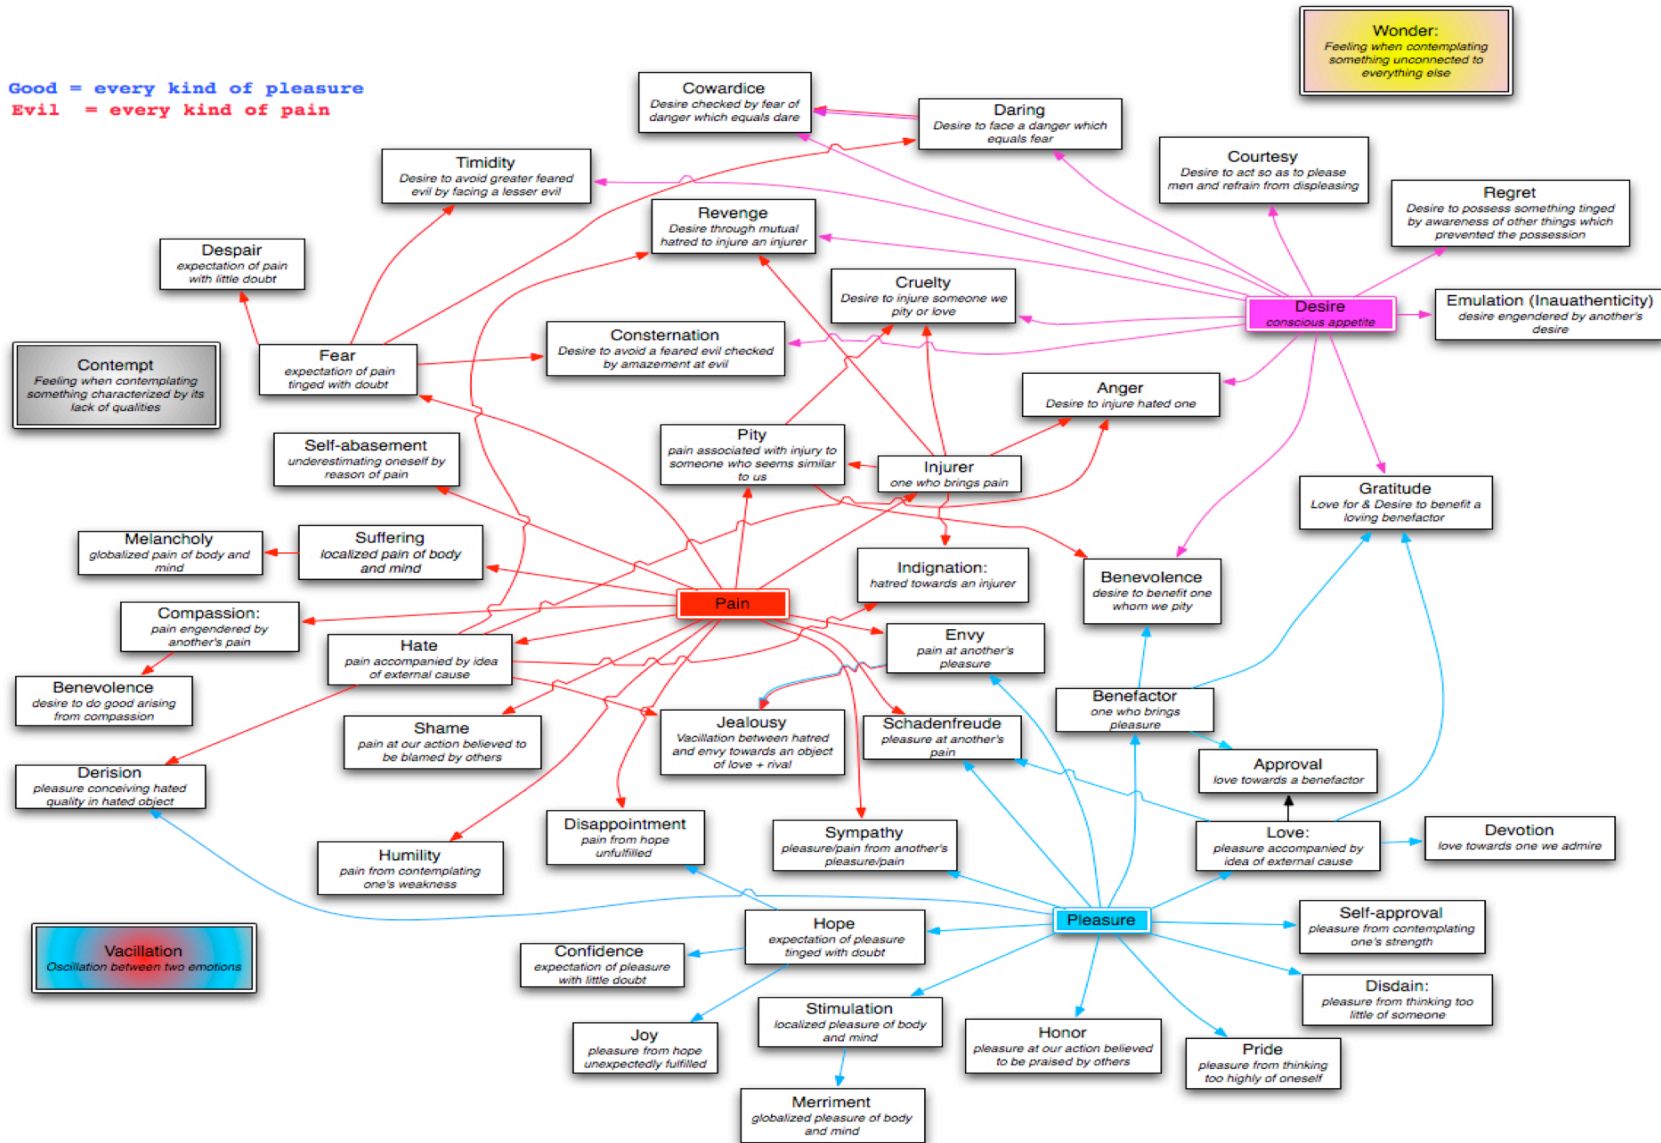 Wonder:
Feeling when contemplating
something unconnected to
everything else
Good = every kind of pleasure
Evil = every kind of pain
Cowardice
Desire checked by fear of
danger which equals dare
Daring
Desire to face a danger which
equals fear
Timidity
Desire to avoid greater feared
evil by facing a lesser evil
Courtesy
Desire to act so as to please
men and refrain from displeasing
Regret
Desire to possess something tinged
by awareness of other things which
prevented the possession
Revenge
Desire through mutual
hatred to injure an injurer
Despair
expectation of pain
with little doubt
Cruelty
Desire to injure someone we
pity or love
Desire
conscious appetite
Emulation (Inauathenticity)
desire engendered by another's
desire
Consternation
Desire to avoid a feared evil checked
by amazement at evil
Fear
expectation of pain
tinged with doubt
Contempt
Feeling when contemplating
something characterized by its
lack of qualities
Anger
Desire to injure hated one
Self-abasement
underestimating oneself by
reason of pain
Pity
pain associated with injury to
someone who seems similar
to us
Injurer
one who brings pain
Gratitude
Love for & Desire to benefit a
loving benefactor
Melancholy
globalized pain of body and
mind
Suffering
localized pain of body
and mind
Indignation:
hatred towards an injurer
Benevolence
desire to benefit one
whom we pity
Pain
Compassion:
pain engendered by
another's pain
Hate
pain accompanied by idea
of external cause
Envy
pain at another's
pleasure
Benevolence
desire to do good arising
from compassion
Benefactor
one who brings
pleasure
Shame
pain at our action believed to
be blamed by others
Jealousy
Vacillation between hatred
and envy towards an object
of love + rival
Schadenfreude
pleasure at another's
pain
Approval
love towards a benefactor
Derision
pleasure conceiving hated
quality in hated object
Disappointment
pain from hope
unfulfilled
Sympathy
pleasure/pain from another's
pleasure/pain
Love:
pleasure accompanied by
idea of external cause
Devotion
love towards one we admire
Humility
pain from contemplating
one's weakness
Hope
expectation of pleasure
tinged with doubt
Pleasure
Self-approval
pleasure from contemplating
one's strength
Vacillation
Oscillation between two emotions
Confidence
expectation of pleasure
with little doubt
Disdain:
pleasure from thinking too
little of someone
Stimulation
localized pleasure of body
and mind
Joy
pleasure from hope
unexpectedly fulfilled
Honor
pleasure at our action believed
to be praised by others
Pride
pleasure from thinking
too highly of oneself
Merriment
globalized pleasure of body
and mind